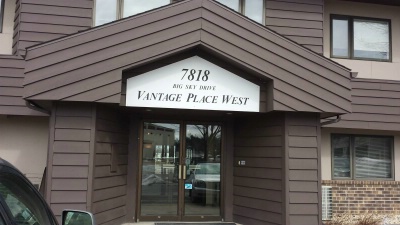 7818
BIG SKY DRIVE
VANTAGE PLACE WEST